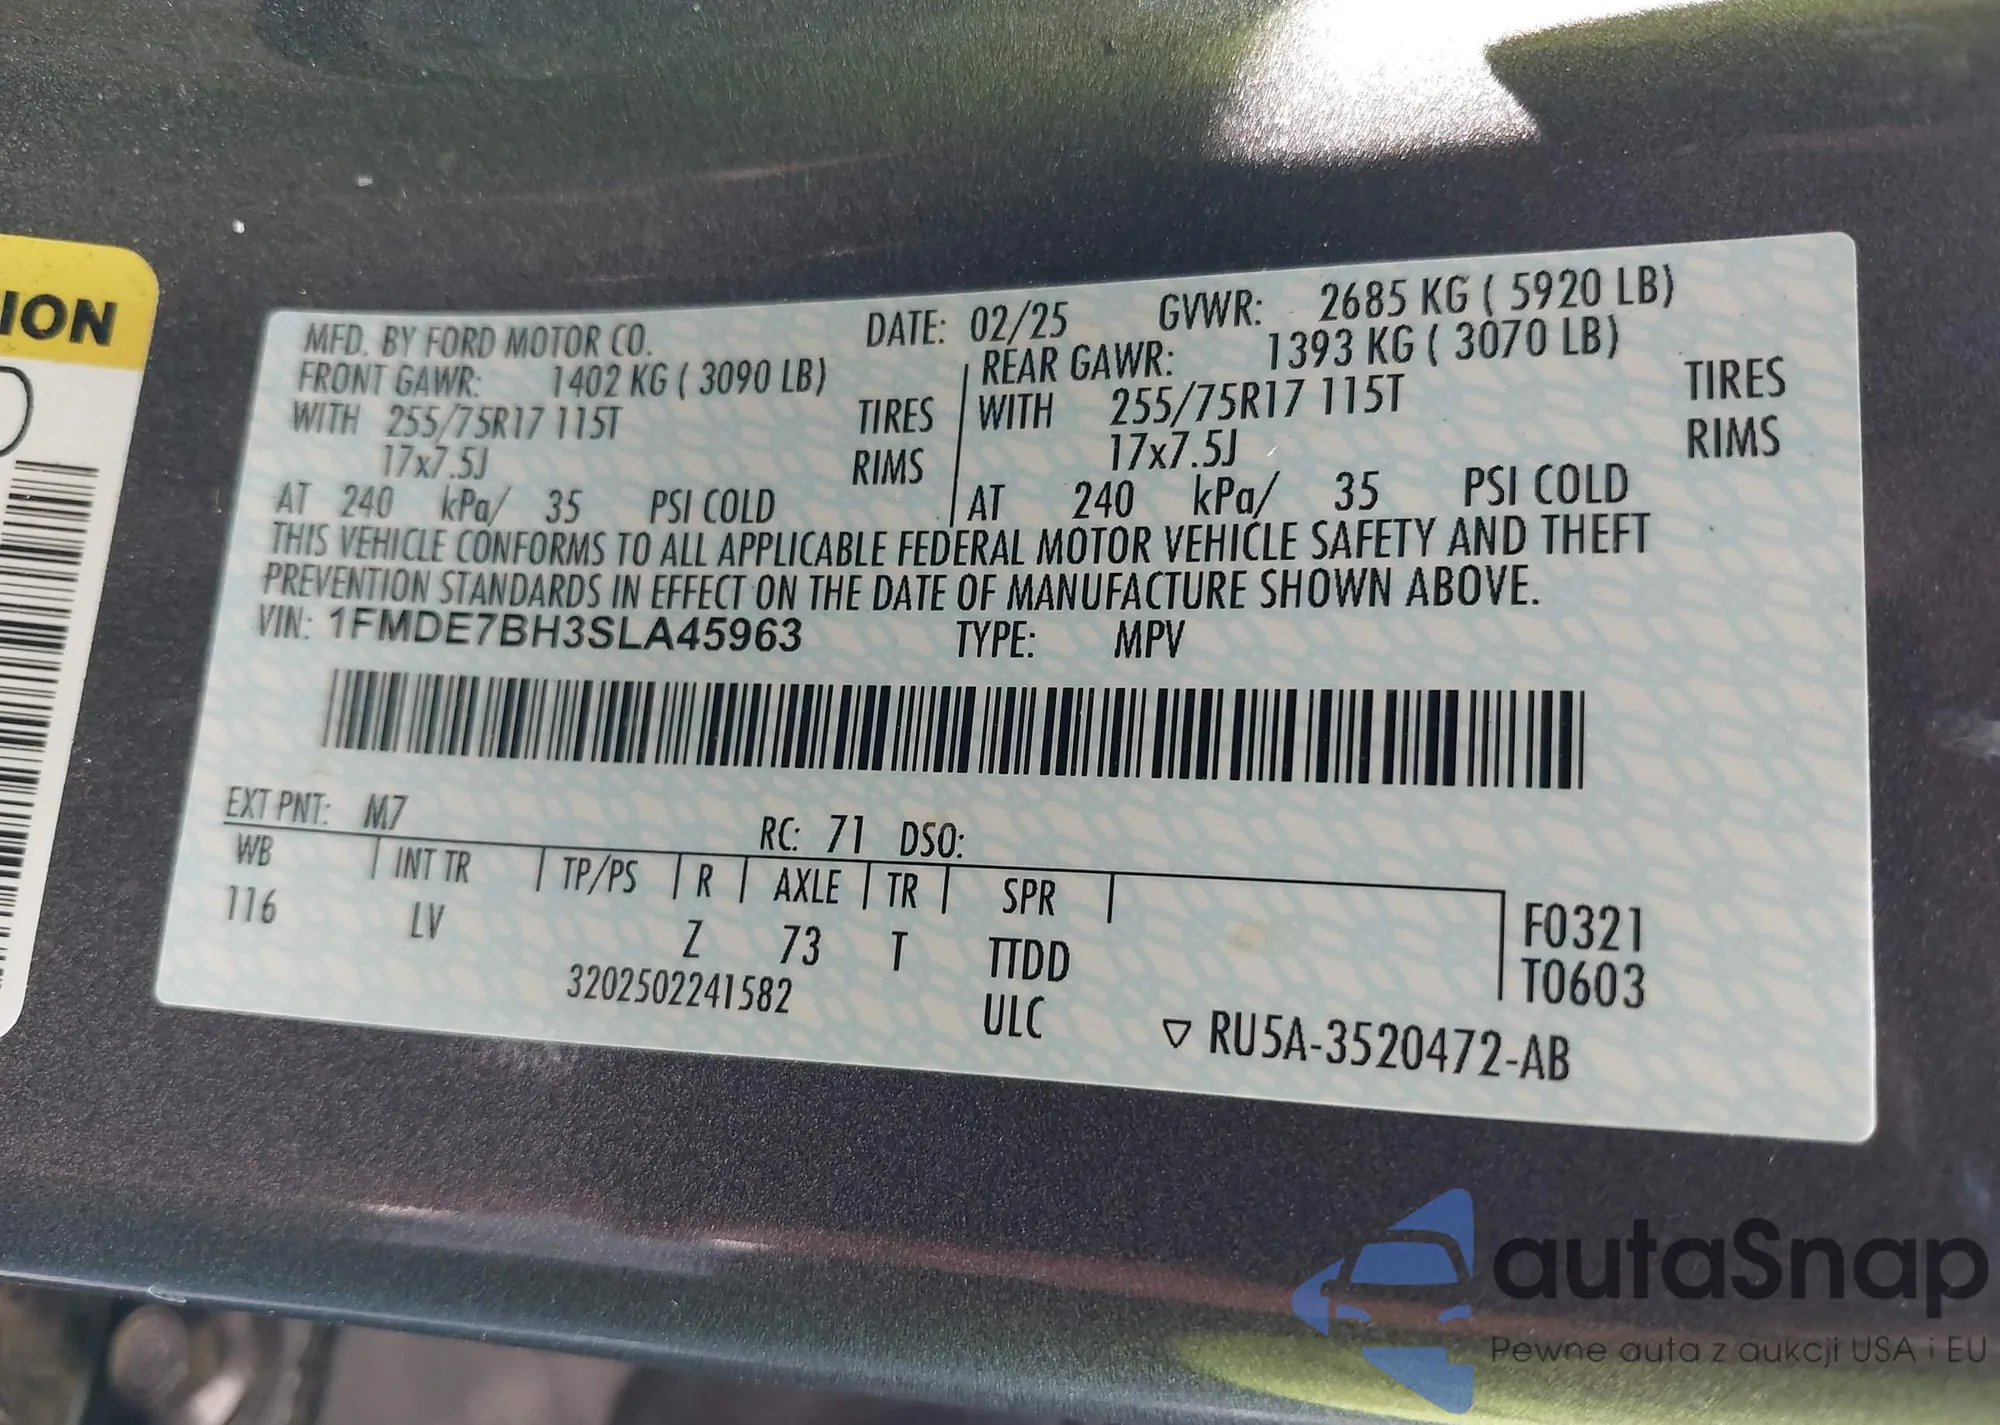 ION
MFD. BY FORD MOTOR CO. DATE: 02/25 GVWR: 2685 KG ( 5920 LB)
FRONT GAWR: 1402 KG ( 3090 LB) REAR GAWR: 1393 KG ( 3070 LB)
WITH 255/75R17 115T TIRES WITH 255/75R17 115T TIRES
17x7.5J RIMS 17x7.5J RIMS
AT 240 kPa/ 35 PSI COLD AT 240 kPa/ 35 PSI COLD
THIS VEHICLE CONFORMS TO ALL APPLICABLE FEDERAL MOTOR VEHICLE SAFETY AND THEFT
PREVENTION STANDARDS IN EFFECT ON THE DATE OF MANUFACTURE SHOWN ABOVE.
VIN: 1FMDE7BH3SLA45963 TYPE: MPV
EXT PNT: M7 RC: 71 DSO:
WB INT TR TP/PS R AXLE TR SPR
116 LV Z 73 T TTDD F0321
3202502241582 ULC T0603
▽ RU5A-3520472-AB
autaSnap
Pewne auta z aukcji USA i EU